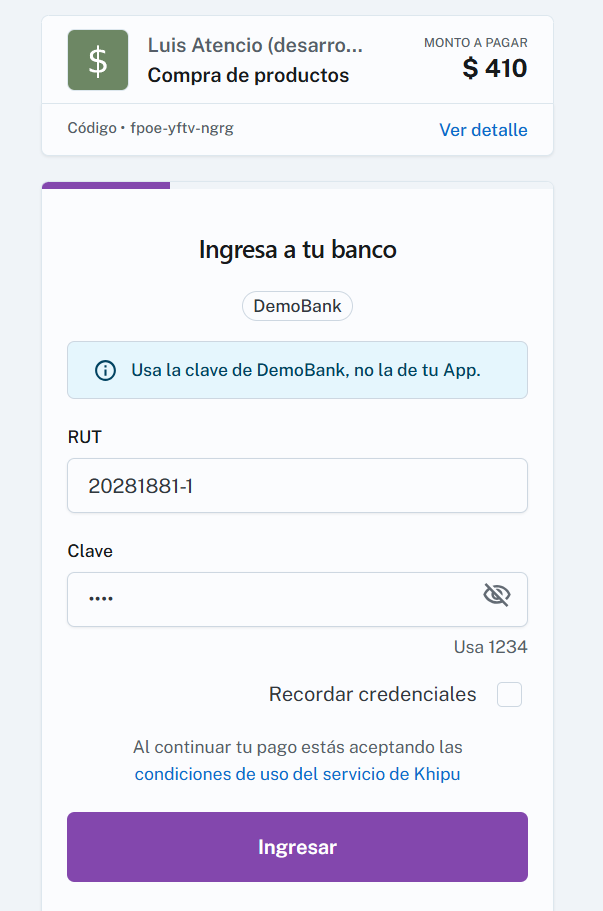 $
Luis Atencio (desarro...
Compra de productos
MONTO A PAGAR
$ 410
Código • fpoe-yftv-ngrg
Ver detalle
Ingresa a tu banco
DemoBank
Usa la clave de DemoBank, no la de tu App.
RUT
20281881-1
Clave
••••
Usa 1234
Recordar credenciales
Al continuar tu pago estás aceptando las
condiciones de uso del servicio de Khipu
Ingresar